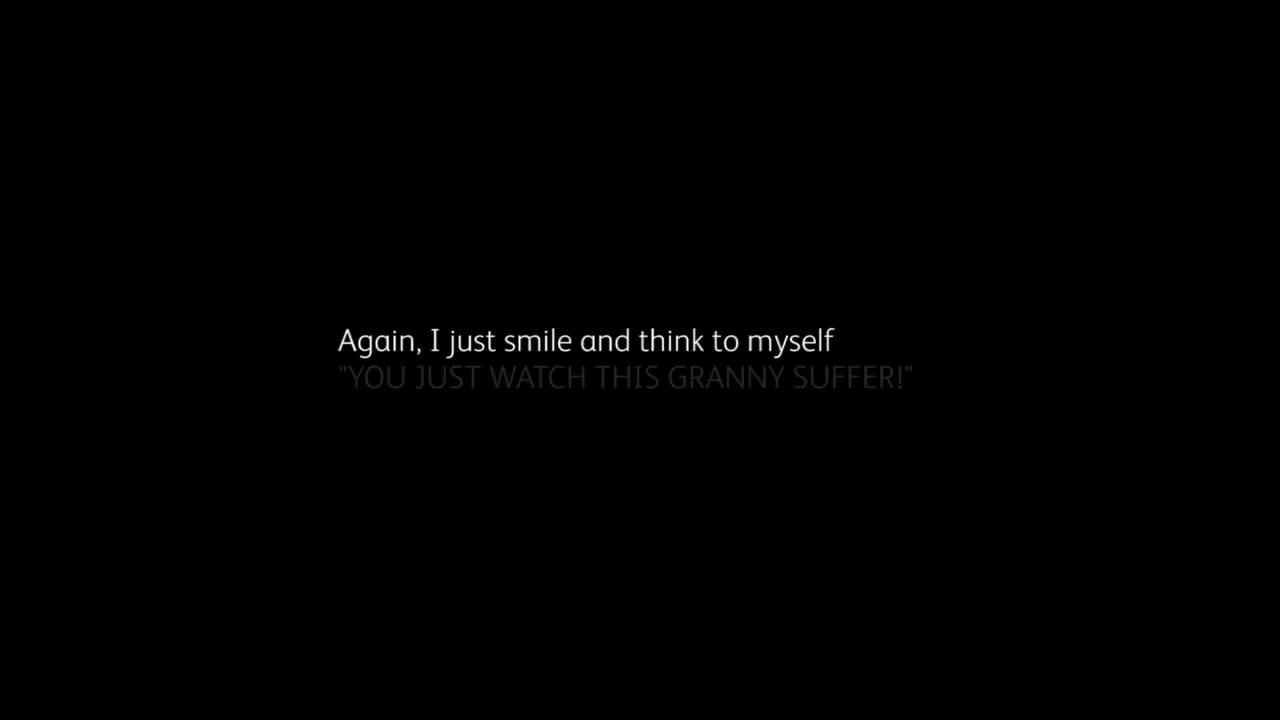 Again, I just smile and think to myself
"YOU JUST WATCH THIS GRANNY SUFFER!"